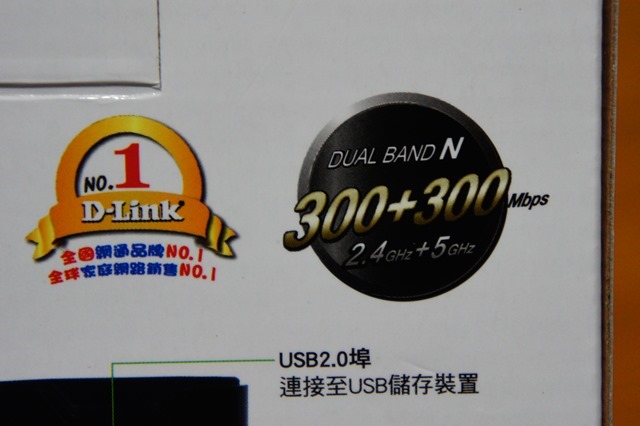 NO.1
D-Link
全國網通品牌NO.1
全球家庭網路銷售NO.1
DUAL BAND N
300+300 Mbps
2.4GHz+5GHz
USB2.0埠
連接至USB儲存裝置